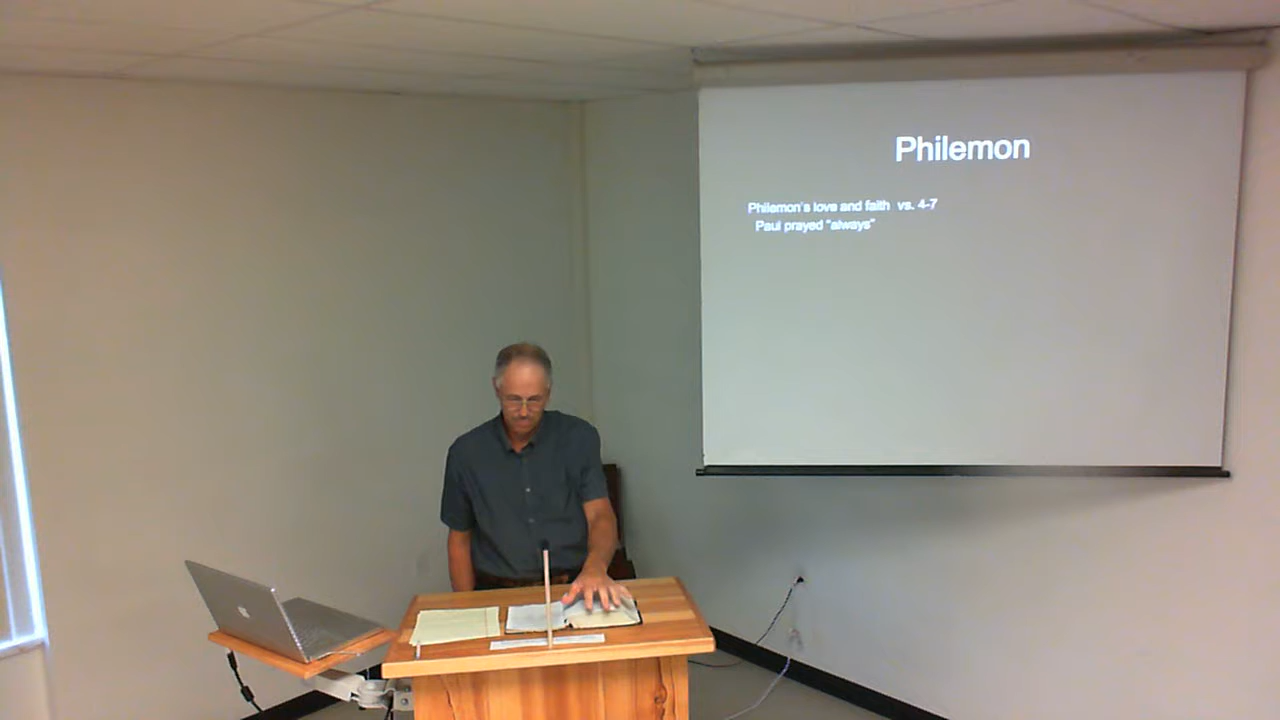 Philemon
Philemon's love and faith vs. 4-7
Paul prayed "always"